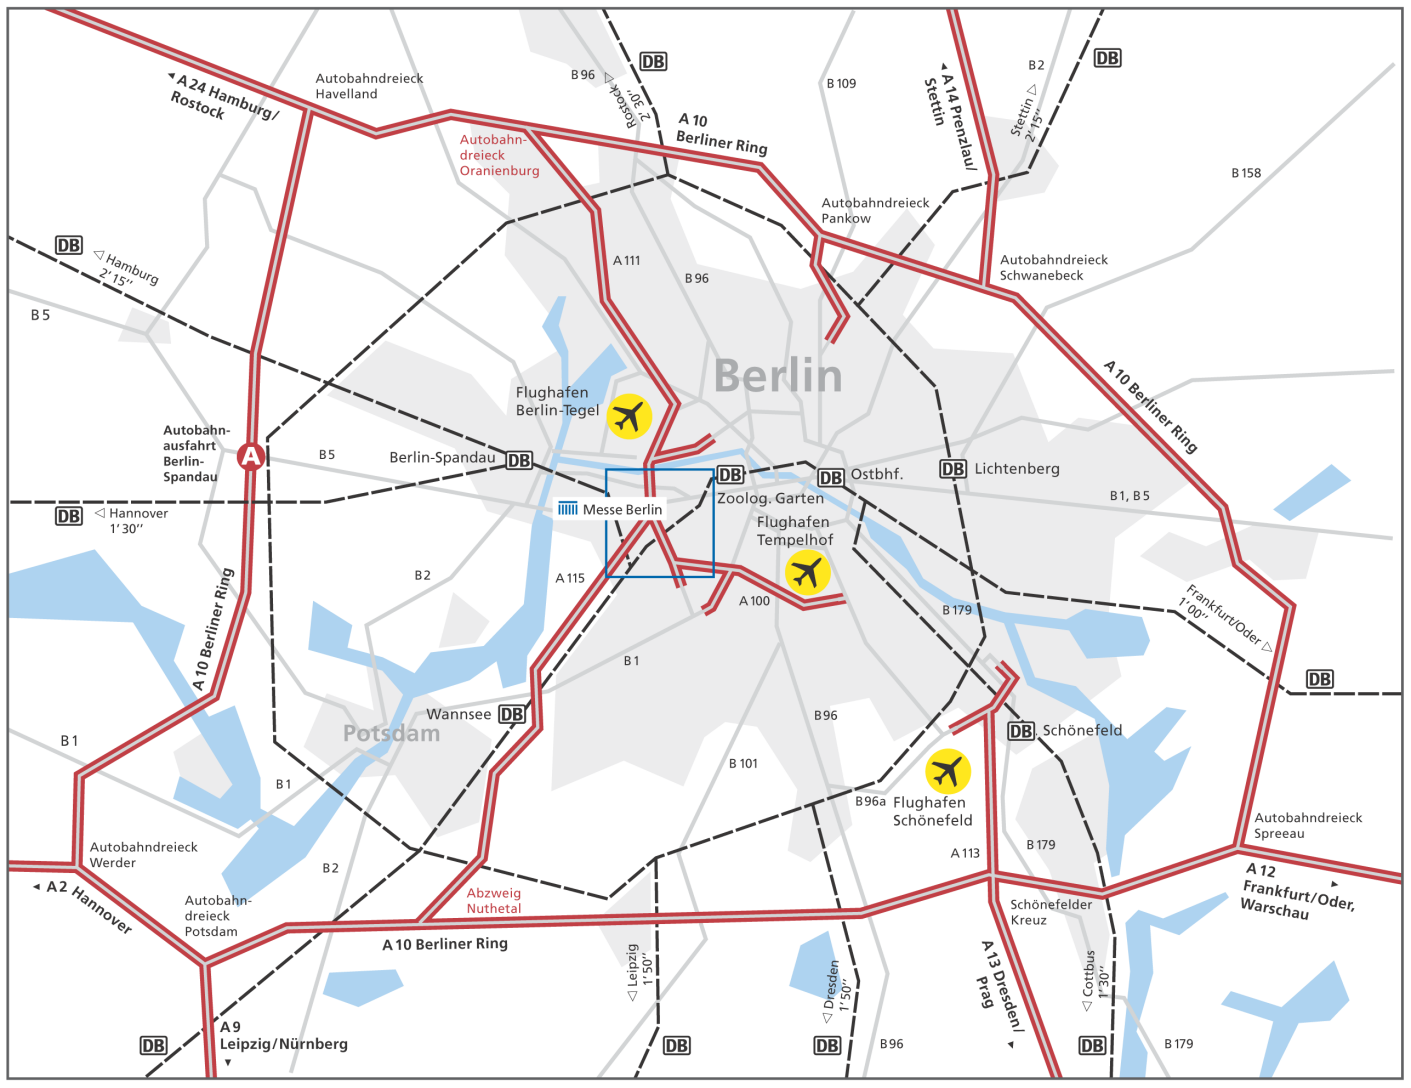 DB
DB
B 96
Rostock
2' 30''
B2
Autobahndreieck
Havelland
A 24 Hamburg/
Rostock
B 109
A 14 Prenzlau/
Stettin
Stettin
2' 15''
A 10
Berliner Ring
Autobahn-
dreieck
Oranienburg
B 158
Autobahndreieck
Pankow
DB
Hamburg
2' 15''
A 111
B 96
Autobahndreieck
Schwanebeck
B 5
Berlin
A 10 Berliner Ring
Flughafen
Berlin-Tegel
Autobahn-
ausfahrt
Berlin-
Spandau
A
B5
Berlin-Spandau
DB
DB
Zoolog. Garten
DB
Ostbhf.
DB
Lichtenberg
B 1, B 5
DB
Hannover
1' 30''
Messe Berlin
Flughafen
Tempelhof
B2
A 115
A 100
B 179
Frankfurt/Oder
1' 00''
A 10 Berliner Ring
B 1
DB
Wannsee
DB
B 96
DB
Schönefeld
Potsdam
B 1
B 1
B 101
B96a
Flughafen
Schönefeld
Autobahndreieck
Spreeau
Autobahndreieck
Werder
A 113
B 179
B2
A 2 Hannover
Abzweig
Nuthetal
A 12
Frankfurt/Oder,
Warschau
Autobahn-
dreieck
Potsdam
Schönefelder
Kreuz
A 10 Berliner Ring
Leipzig
1' 50''
Dresden
1' 50''
A 13 Dresden/
Prag
Cottbus
1' 30''
A 9
Leipzig/Nürnberg
DB
DB
DB
B 96
DB
B 179